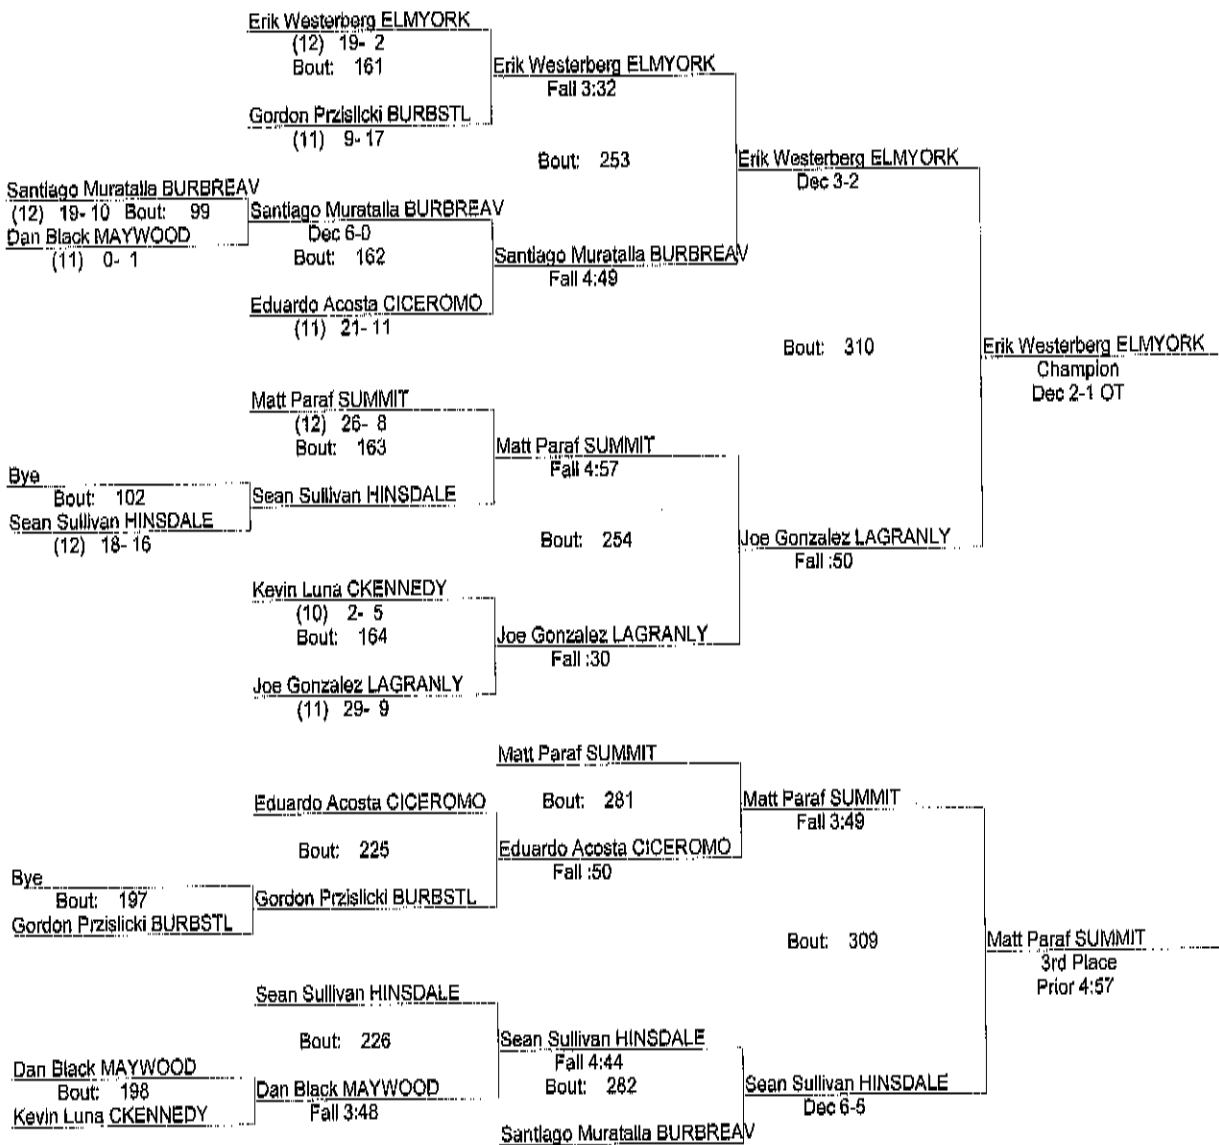 Erik Westerberg ELMYORK
(12) 19- 2
Bout: 161
Erik Westerberg ELMYORK
Fall 3:32
Gordon Przislicki BURBSTL
(11) 9- 17
Bout: 253
Erik Westerberg ELMYORK
Dec 3-2
Santiago Muratalla BURBREAV
(12) 19- 10 Bout: 99
Dan Black MAYWOOD
(11) 0- 1
Santiago Muratalla BURBREAV
Dec 6-0
Bout: 162
Santiago Muratalla BURBREAV
Fall 4:49
Eduardo Acosta CICEROMO
(11) 21- 11
Bout: 310
Erik Westerberg ELMYORK
Champion
Dec 2-1 OT
Matt Paraf SUMMIT
(12) 26- 8
Bout: 163
Matt Paraf SUMMIT
Fall 4:57
Bye
Bout: 102
Sean Sullivan HINSDALE
(12) 18- 16
Sean Sullivan HINSDALE
Bout: 254
Joe Gonzalez LAGRANLY
Fall :50
Kevin Luna CKENNEDY
(10) 2- 5
Bout: 164
Joe Gonzalez LAGRANLY
Fall :30
Joe Gonzalez LAGRANLY
(11) 29- 9
Matt Paraf SUMMIT
Bout: 281
Matt Paraf SUMMIT
Fall 3:49
Eduardo Acosta CICEROMO
Bout: 225
Eduardo Acosta CICEROMO
Fall :50
Bye
Bout: 197
Gordon Przislicki BURBSTL
Gordon Przislicki BURBSTL
Bout: 309
Matt Paraf SUMMIT
3rd Place
Prior 4:57
Sean Sullivan HINSDALE
Bout: 226
Sean Sullivan HINSDALE
Fall 4:44
Bout: 282
Dan Black MAYWOOD
Bout: 198
Kevin Luna CKENNEDY
Dan Black MAYWOOD
Fall 3:48
Sean Sullivan HINSDALE
Dec 6-5
Santiago Muratalla BURBREAV